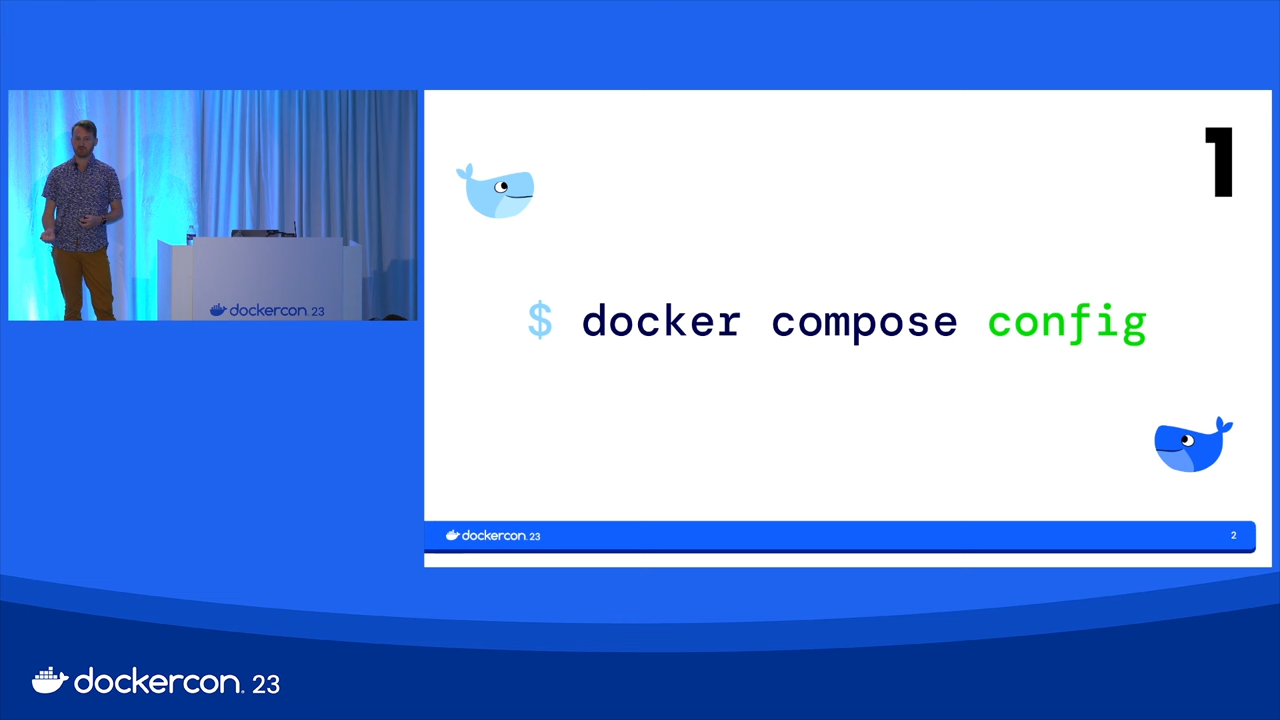 1
$ docker compose config
dockercon. 23
dockercon. 23
2
dockercon. 23